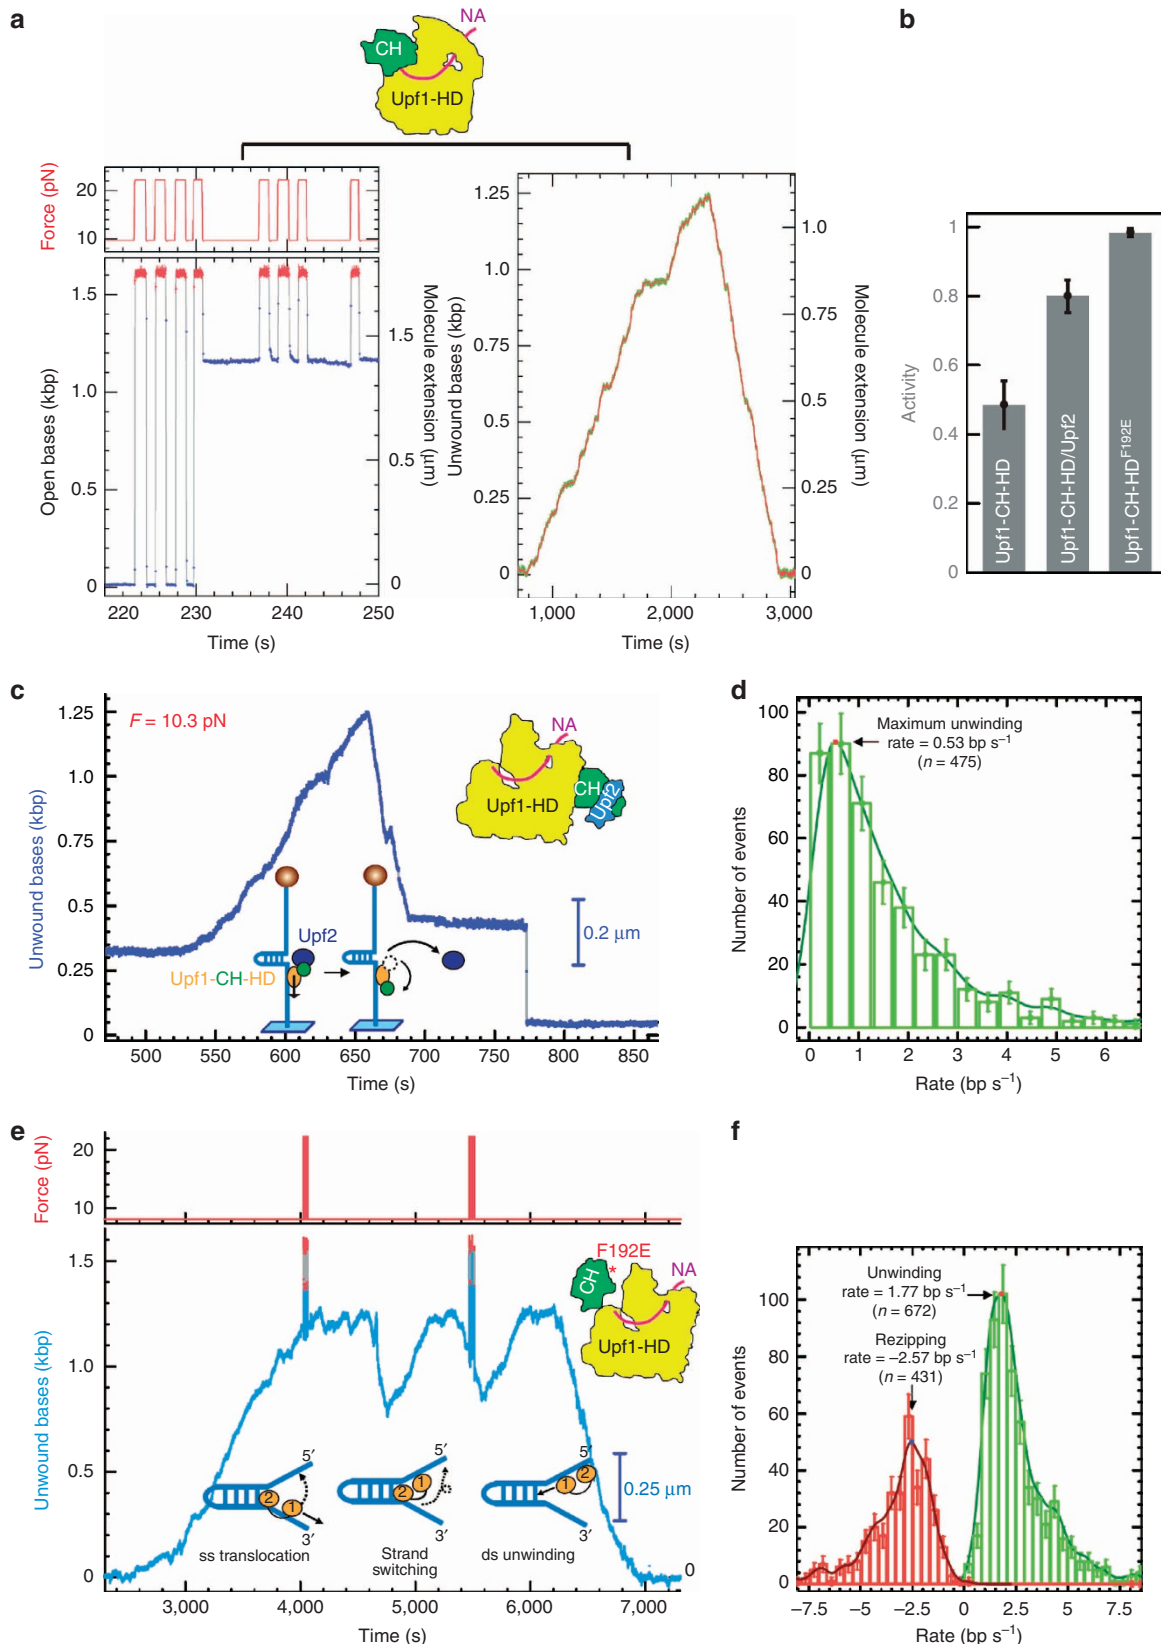 a
NA
CH
Upf1-HD
Force (pN)
20
10
Open bases (kbp)
1.5
1.0
0.5
0
Molecule extension (µm)
1.5
0.5
0
220
230
240
250
Time (s)
Unwound bases (kbp)
1.25
1.0
0.75
0.5
0.25
0
Molecule extension (µm)
1.0
0.75
0.5
0.25
0
1,000
2,000
3,000
Time (s)
b
Activity
1
0.8
0.6
0.4
0.2
0
Upf1-CH-HD
Upf1-CH-HD/Upf2
Upf1-CH-HDF192E
c
F = 10.3 pN
Unwound bases (kbp)
1.25
1.0
0.75
0.5
0.25
0
NA
CH
Upf2
Upf1-HD
0.2 µm
Upf2
Upf1-CH-HD
500
550
600
650
700
750
800
850
Time (s)
d
Number of events
100
80
60
40
20
0
Maximum unwinding
rate = 0.53 bp s–1
(n = 475)
0
1
2
3
4
5
6
Rate (bp s–1)
e
Force (pN)
20
10
Unwound bases (kbp)
1.5
1.0
0.5
0
F192E
*
CH
NA
Upf1-HD
0.25 µm
0
5′
2
1
3′
ss translocation
5′
1
2
3′
Strand
switching
5′
2
1
3′
ds unwinding
3,000
4,000
5,000
6,000
7,000
Time (s)
f
Number of events
100
80
60
40
20
0
Unwinding
rate = 1.77 bp s–1
(n = 672)
Rezipping
rate = –2.57 bp s–1
(n = 431)
–7.5
–5
–2.5
0
2.5
5
7.5
Rate (bp s–1)